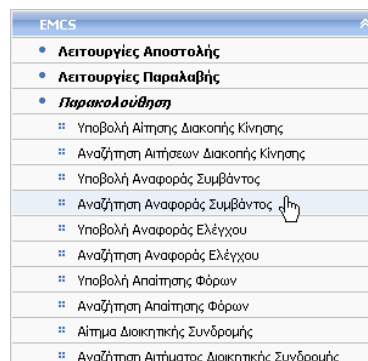 EMCS
Λειτουργίες Αποστολής
Λειτουργίες Παραλαβής
Παρακολούθηση
Υποβολή Αίτησης Διακοπής Κίνησης
Αναζήτηση Αιτήσεων Διακοπής Κίνησης
Υποβολή Αναφοράς Συμβάντος
Αναζήτηση Αναφοράς Συμβάντος
Υποβολή Αναφοράς Ελέγχου
Αναζήτηση Αναφοράς Ελέγχου
Υποβολή Απαίτησης Φόρων
Αναζήτηση Απαίτησης Φόρων
Αίτημα Διοικητικής Συνδρομής
Αναζήτηση Αιτήματος Διοικητικής Συνδρομής